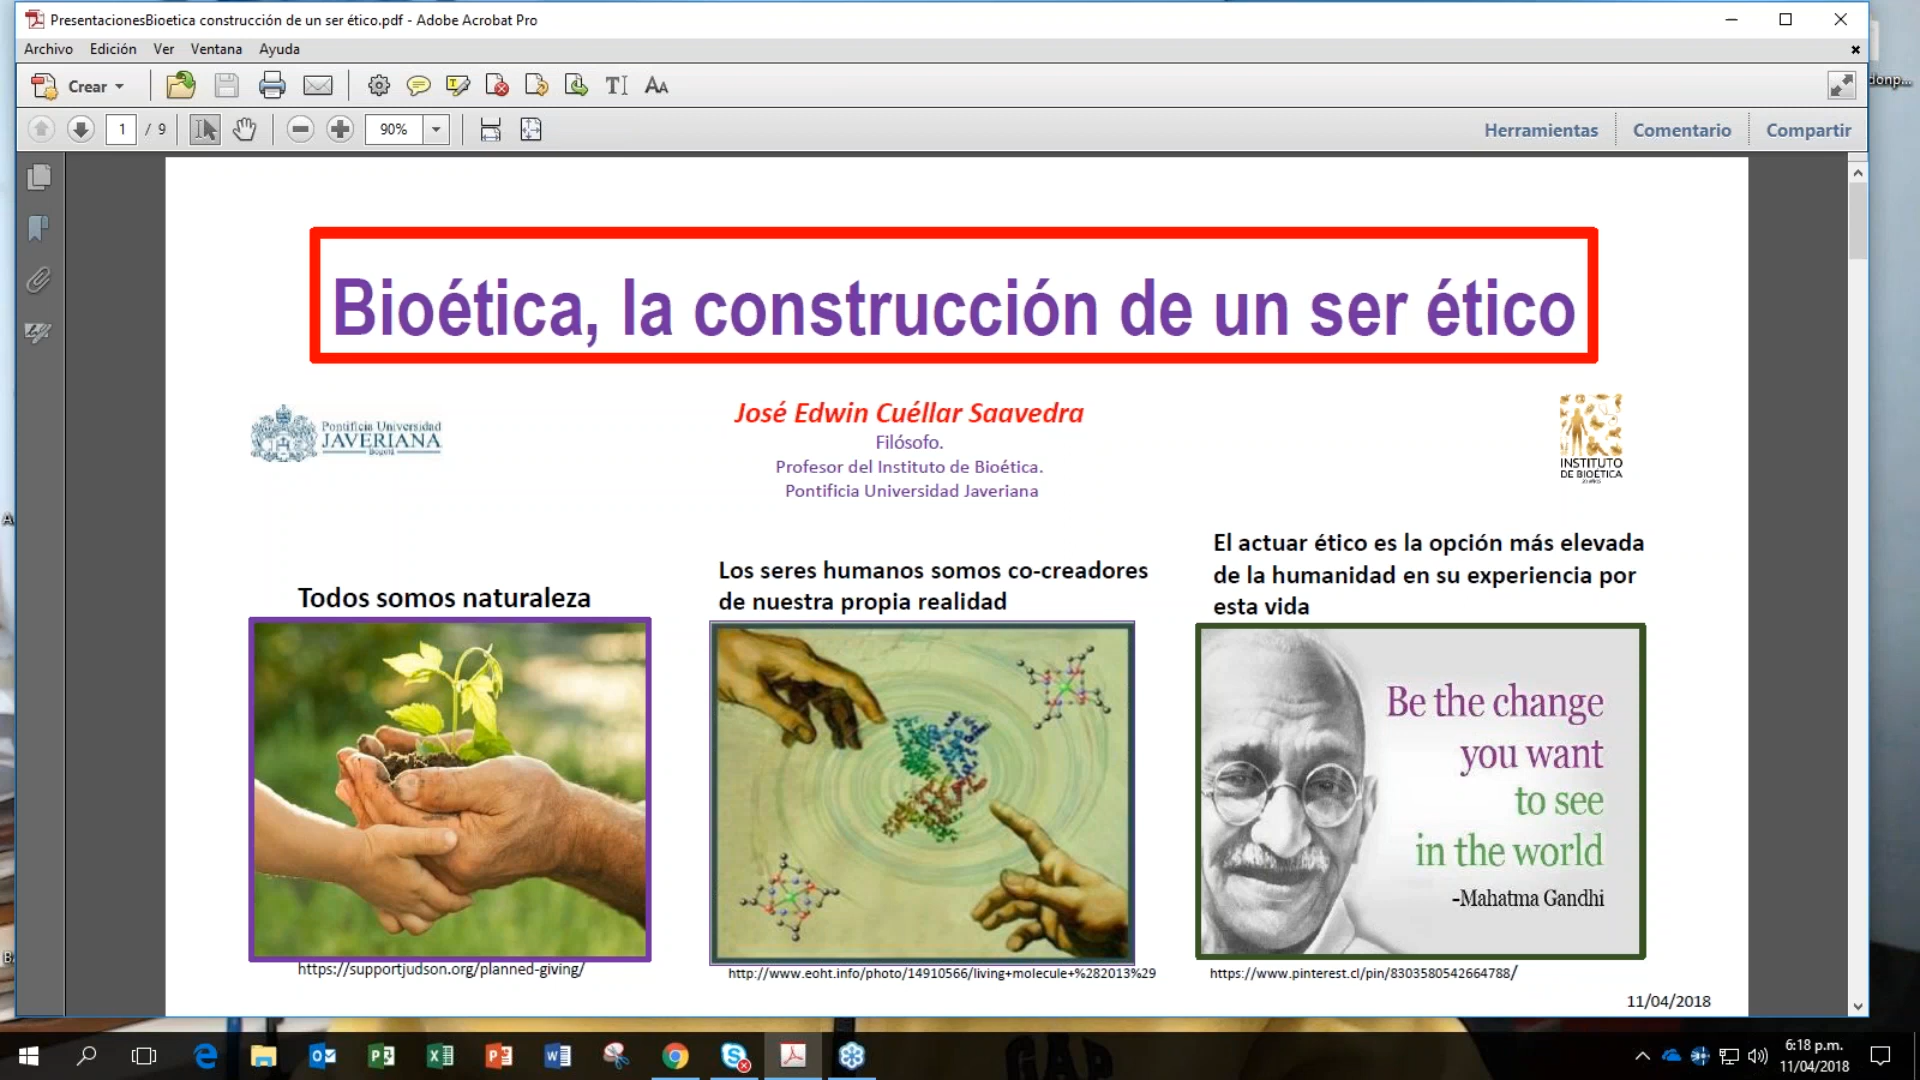 PresentacionesBioetica construcción de un ser ético.pdf - Adobe Acrobat Pro
Archivo Edición Ver Ventana Ayuda
Crear
1 / 9 90% Herramientas Comentario Compartir
Bioética, la construcción de un ser ético
Pontificia Universidad
JAVERIANA
Bogotá
José Edwin Cuéllar Saavedra
Filósofo.
Profesor del Instituto de Bioética.
Pontificia Universidad Javeriana
INSTITUTO
DE BIOÉTICA
Todos somos naturaleza
Los seres humanos somos co-creadores
de nuestra propia realidad
El actuar ético es la opción más elevada
de la humanidad en su experiencia por
esta vida
Be the change
you want
to see
in the world
-Mahatma Gandhi
https://supportjudson.org/planned-giving/
http://www.eoht.info/photo/14910566/living+molecule+%282013%29
https://www.pinterest.cl/pin/8303580542664788/
11/04/2018
GAP
6:18 p.m.
11/04/2018